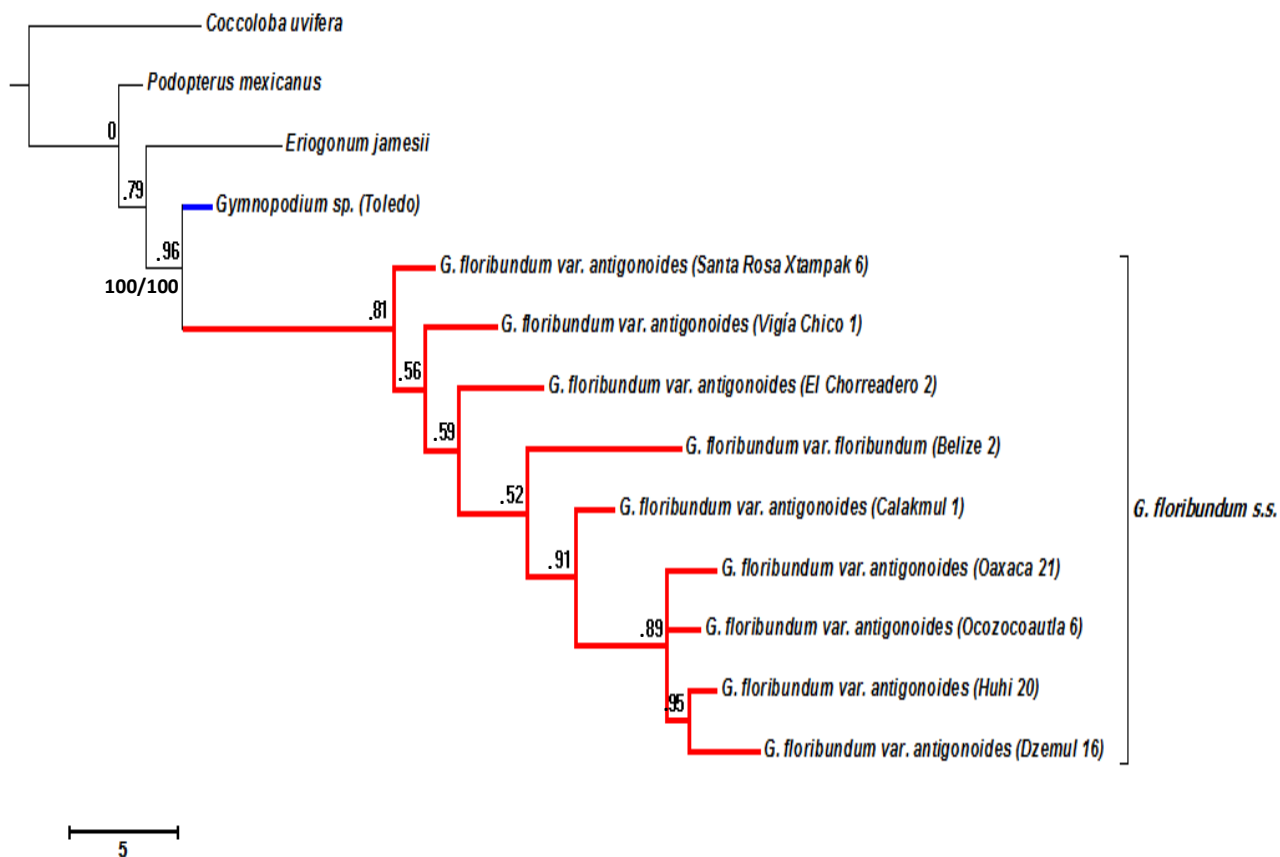 Coccoloba uvifera
Podopterus mexicanus
0
Eriogonum jamesii
.79
Gymnopodium sp. (Toledo)
.96
100/100
G. floribundum var. antigonoides (Santa Rosa Xtampak 6)
.81
G. floribundum var. antigonoides (Vigía Chico 1)
.56
G. floribundum var. antigonoides (El Chorreadero 2)
.59
G. floribundum var. floribundum (Belize 2)
.52
G. floribundum var. antigonoides (Calakmul 1)
G. floribundum s.s.
.91
G. floribundum var. antigonoides (Oaxaca 21)
.89
G. floribundum var. antigonoides (Ocozocoautla 6)
G. floribundum var. antigonoides (Huhi 20)
.95
G. floribundum var. antigonoides (Dzemul 16)
5